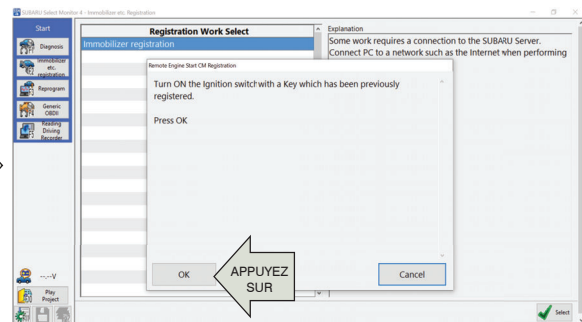 SUBARU Select Monitor 4 - Immobilizer etc. Registration
Start
Diagnosis
Immobilizer
etc.
registration
Reprogram
Generic
OBDII
Reading
Driving
Recorder
--.--V
Play
Project
Registration Work Select
Immobilizer registration
Explanation
Some work requires a connection to the SUBARU Server.
Connect PC to a network such as the Internet when performing
Remote Engine Start CM Registration
Turn ON the Ignition switch with a Key which has been previously
registered.
Press OK
OK
APPUYEZ
SUR
Cancel
Select